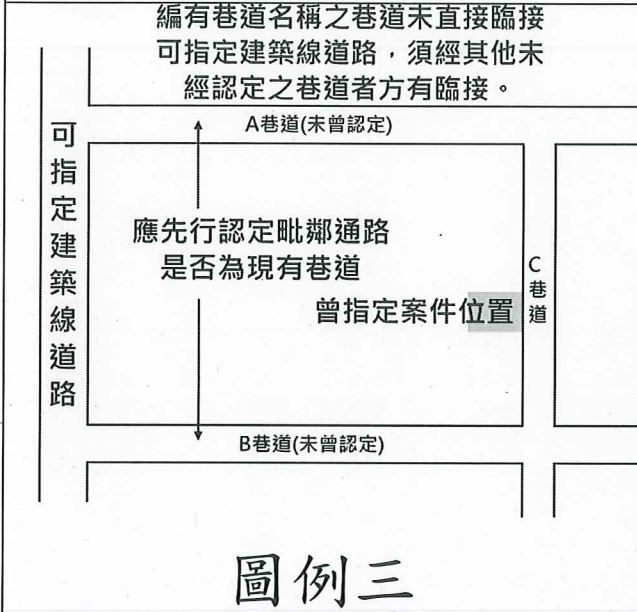 編有巷道名稱之巷道未直接臨接
可指定建築線道路，須經其他未
經認定之巷道者方有臨接。
A巷道(未曾認定)
可指定建築線道路
應先行認定毗鄰通路
是否為現有巷道
曾指定案件位置
C巷道
B巷道(未曾認定)
圖例三